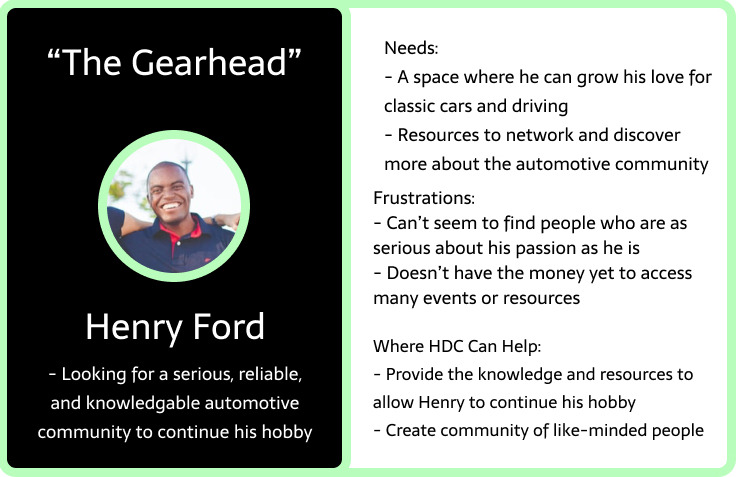 “The Gearhead”
Henry Ford
- Looking for a serious, reliable,
and knowledgable automotive
community to continue his hobby
Needs:
- A space where he can grow his love for
classic cars and driving
- Resources to network and discover
more about the automotive community
Frustrations:
- Can’t seem to find people who are as
serious about his passion as he is
- Doesn’t have the money yet to access
many events or resources
Where HDC Can Help:
- Provide the knowledge and resources to
allow Henry to continue his hobby
- Create community of like-minded people